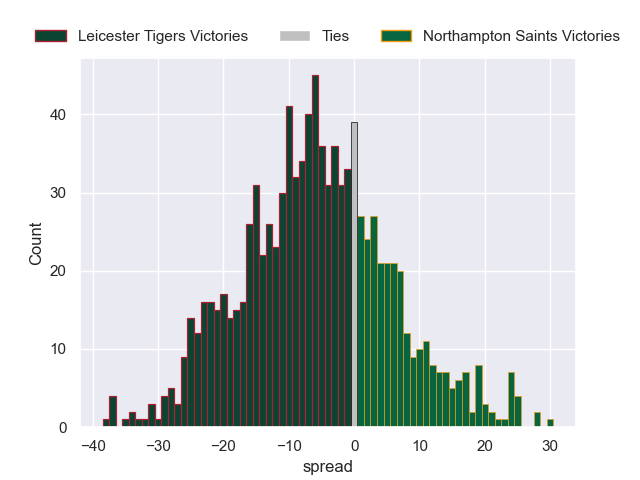 Leicester Tigers Victories Ties Northampton Saints Victories
40
30
20
10
0
Count
−40 −30 −20 −10 0 10 20 30
spread